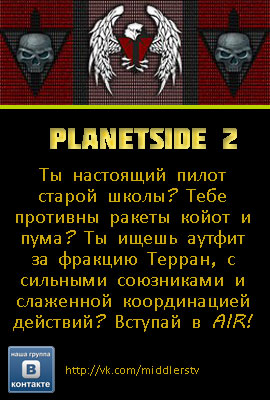 PLANETSIDE 2
Ты настоящий пилот
старой школы? Тебе
противны ракеты койот и
пума? Ты ищешь аутфит
за фракцию Терран, с
сильными союзниками и
слаженной координацией
действий? Вступай в AIR!
наша группа
В
контакте
http://vk.com/middlerstv